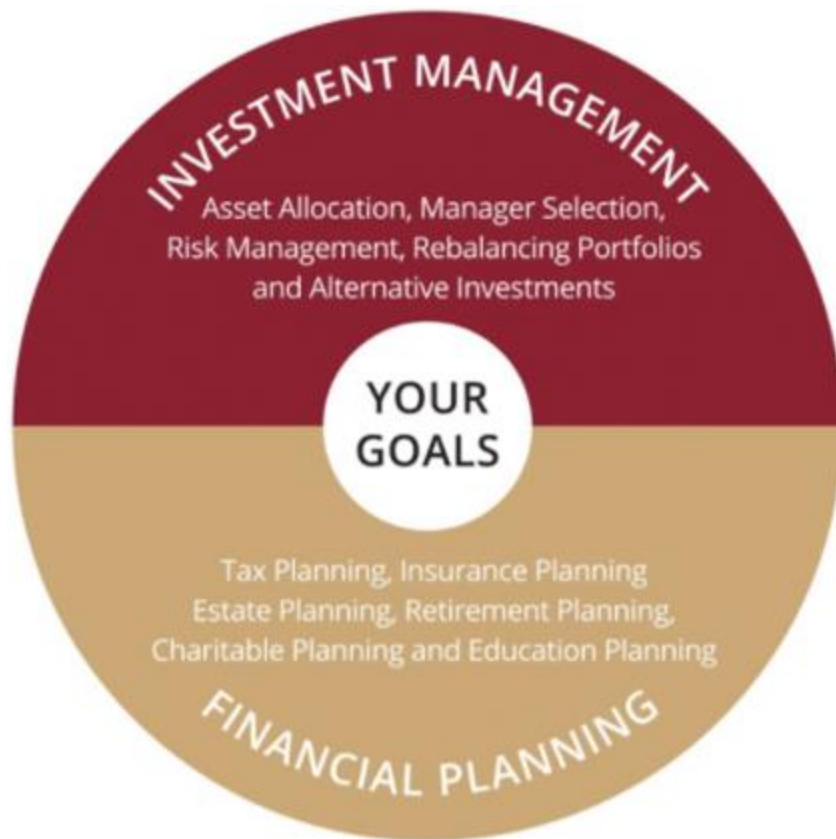 INVESTMENT MANAGEMENT
Asset Allocation, Manager Selection,
Risk Management, Rebalancing Portfolios
and Alternative Investments
YOUR
GOALS
Tax Planning, Insurance Planning
Estate Planning, Retirement Planning,
Charitable Planning and Education Planning
FINANCIAL PLANNING